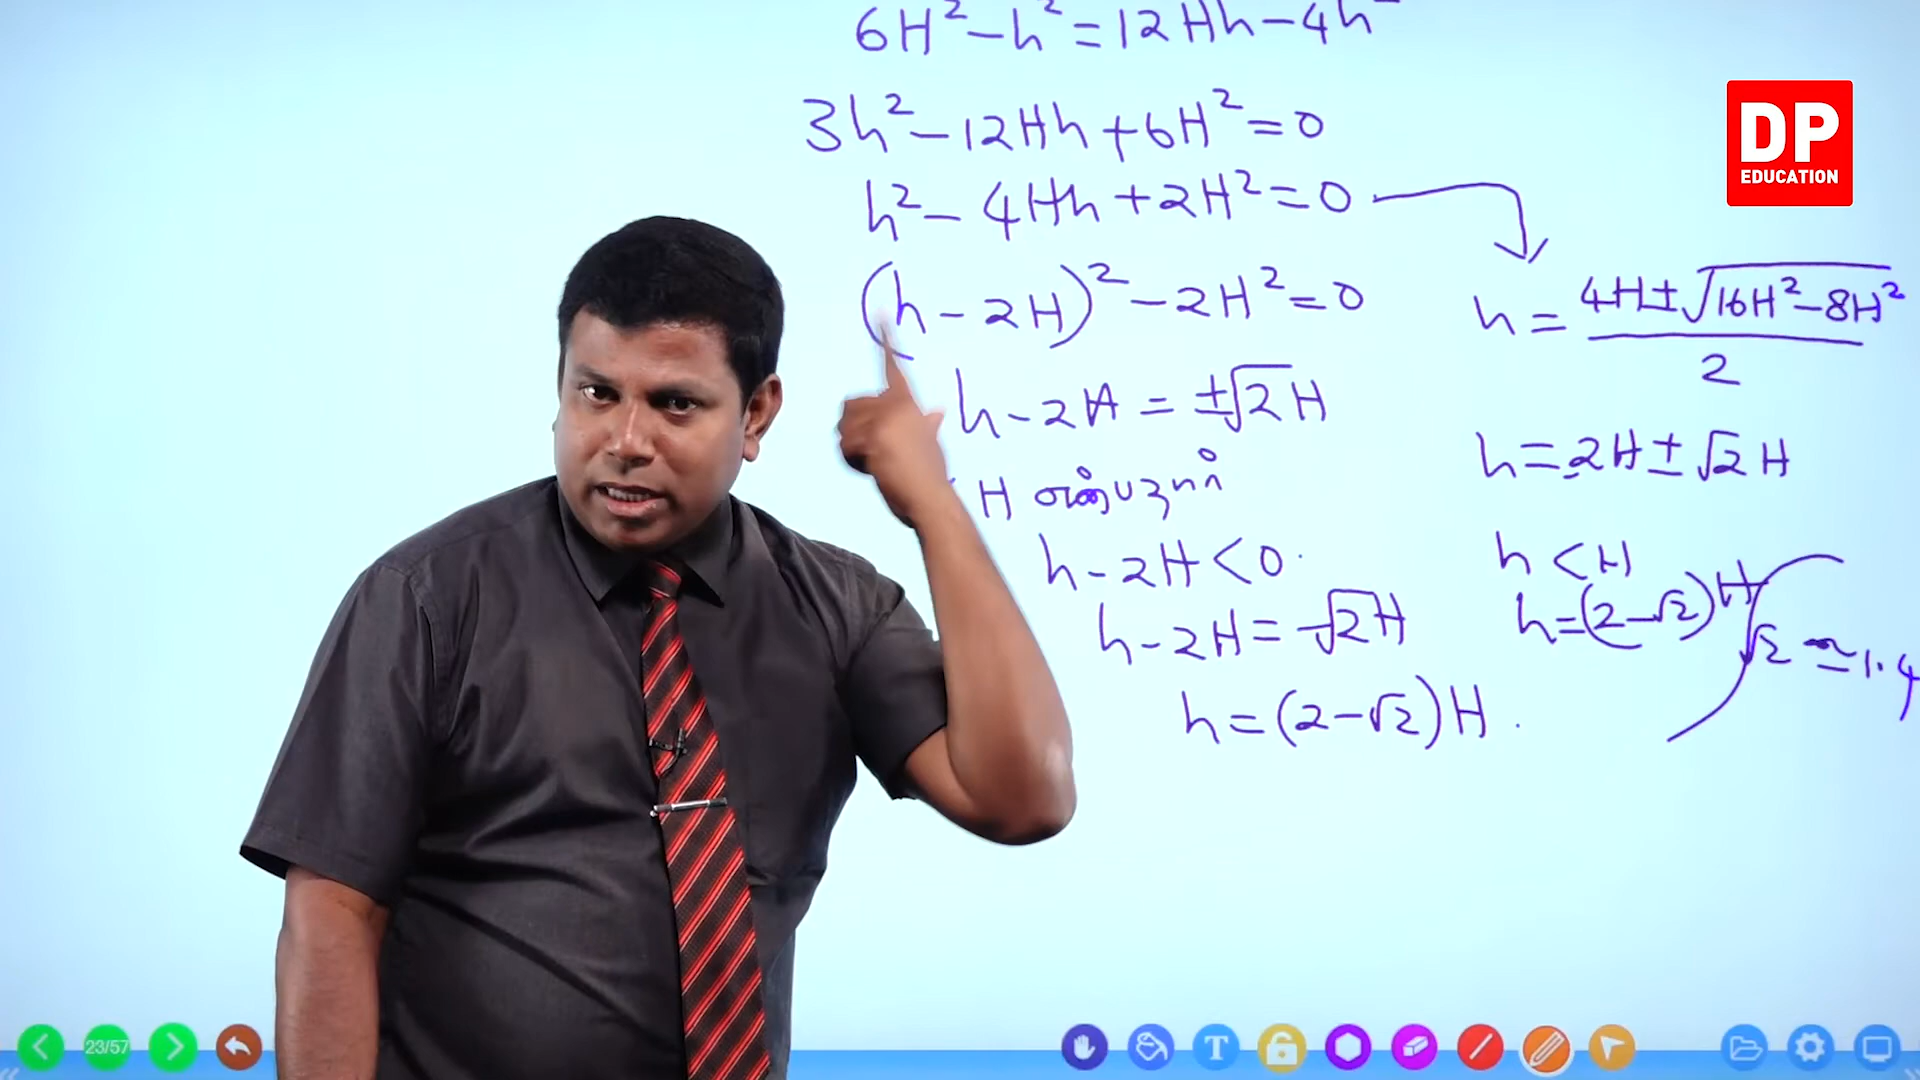 6H² - h² = 12Hh - 4h²
3h² - 12Hh + 6H² = 0
h² - 4Hh + 2H² = 0
(h - 2H)² - 2H² = 0
h - 2H = ±√2 H
H
h - 2H < 0
h - 2H = -√2 H
h = (2-√2) H .
h = (4H ± √(16H² - 8H²)) / 2
h = 2H ± √2 H
h < H
h = (2-√2) H
√2 ≃ 1.4
DP
EDUCATION
23/57
T